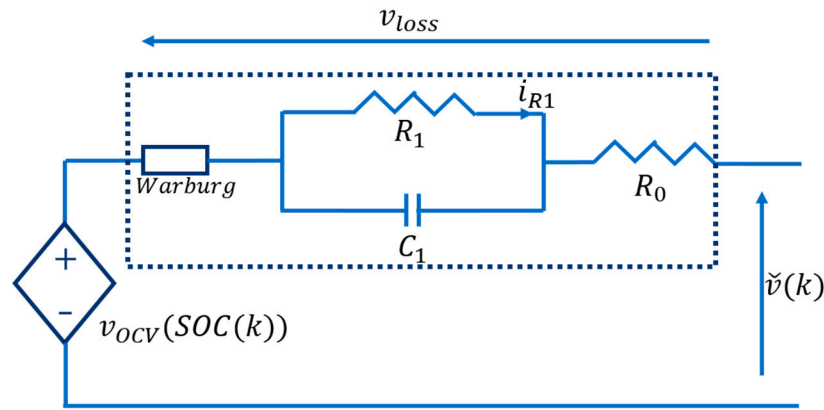 v_loss
i_R1
R_1
Warburg
R_0
C_1
+
-
v̌(k)
v_OCV(SOC(k))